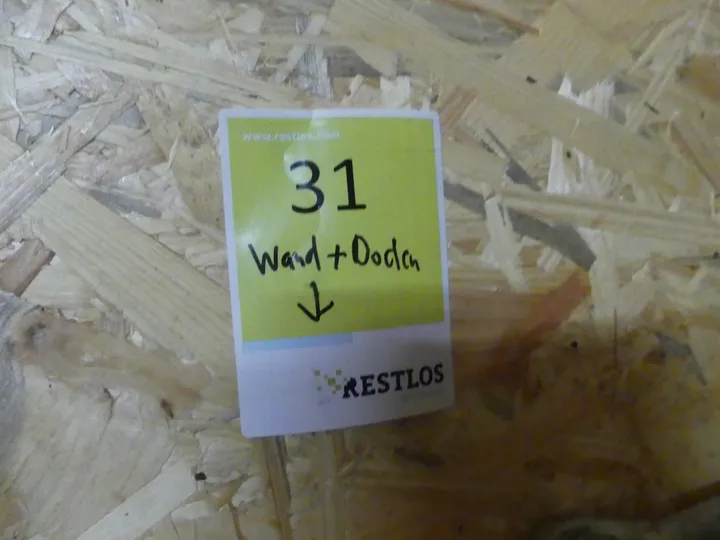 www.restlos.com
31
Wand + Boden
↓
RESTLOS